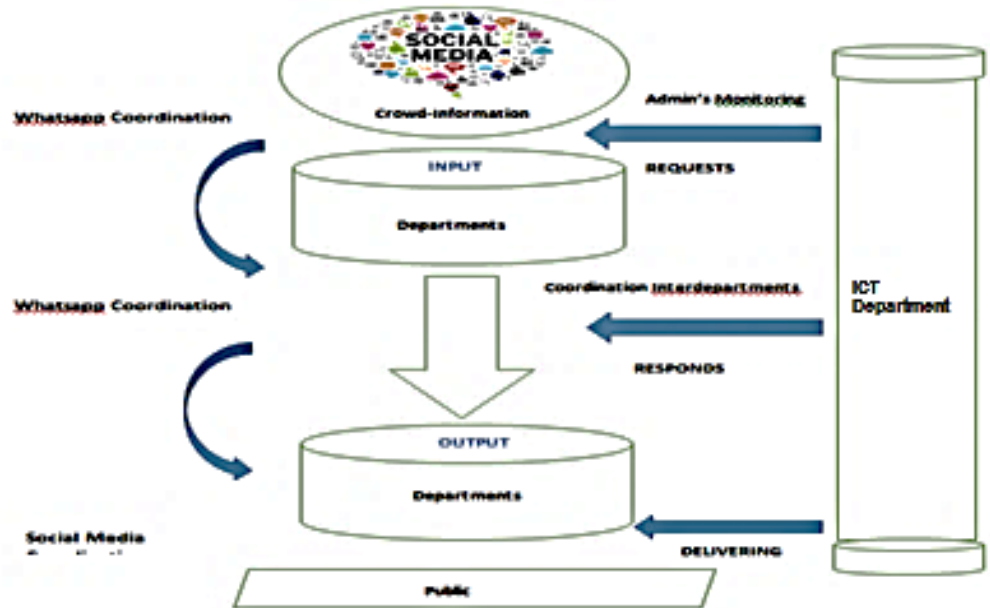 SOCIAL
MEDIA
Crowd-Information
Admin's Monitoring
Whatsapp Coordination
INPUT
REQUESTS
Departments
Coordination Interdepartments
ICT
Department
Whatsapp Coordination
RESPONDS
OUTPUT
Departments
Social Media
DELIVERING
Public